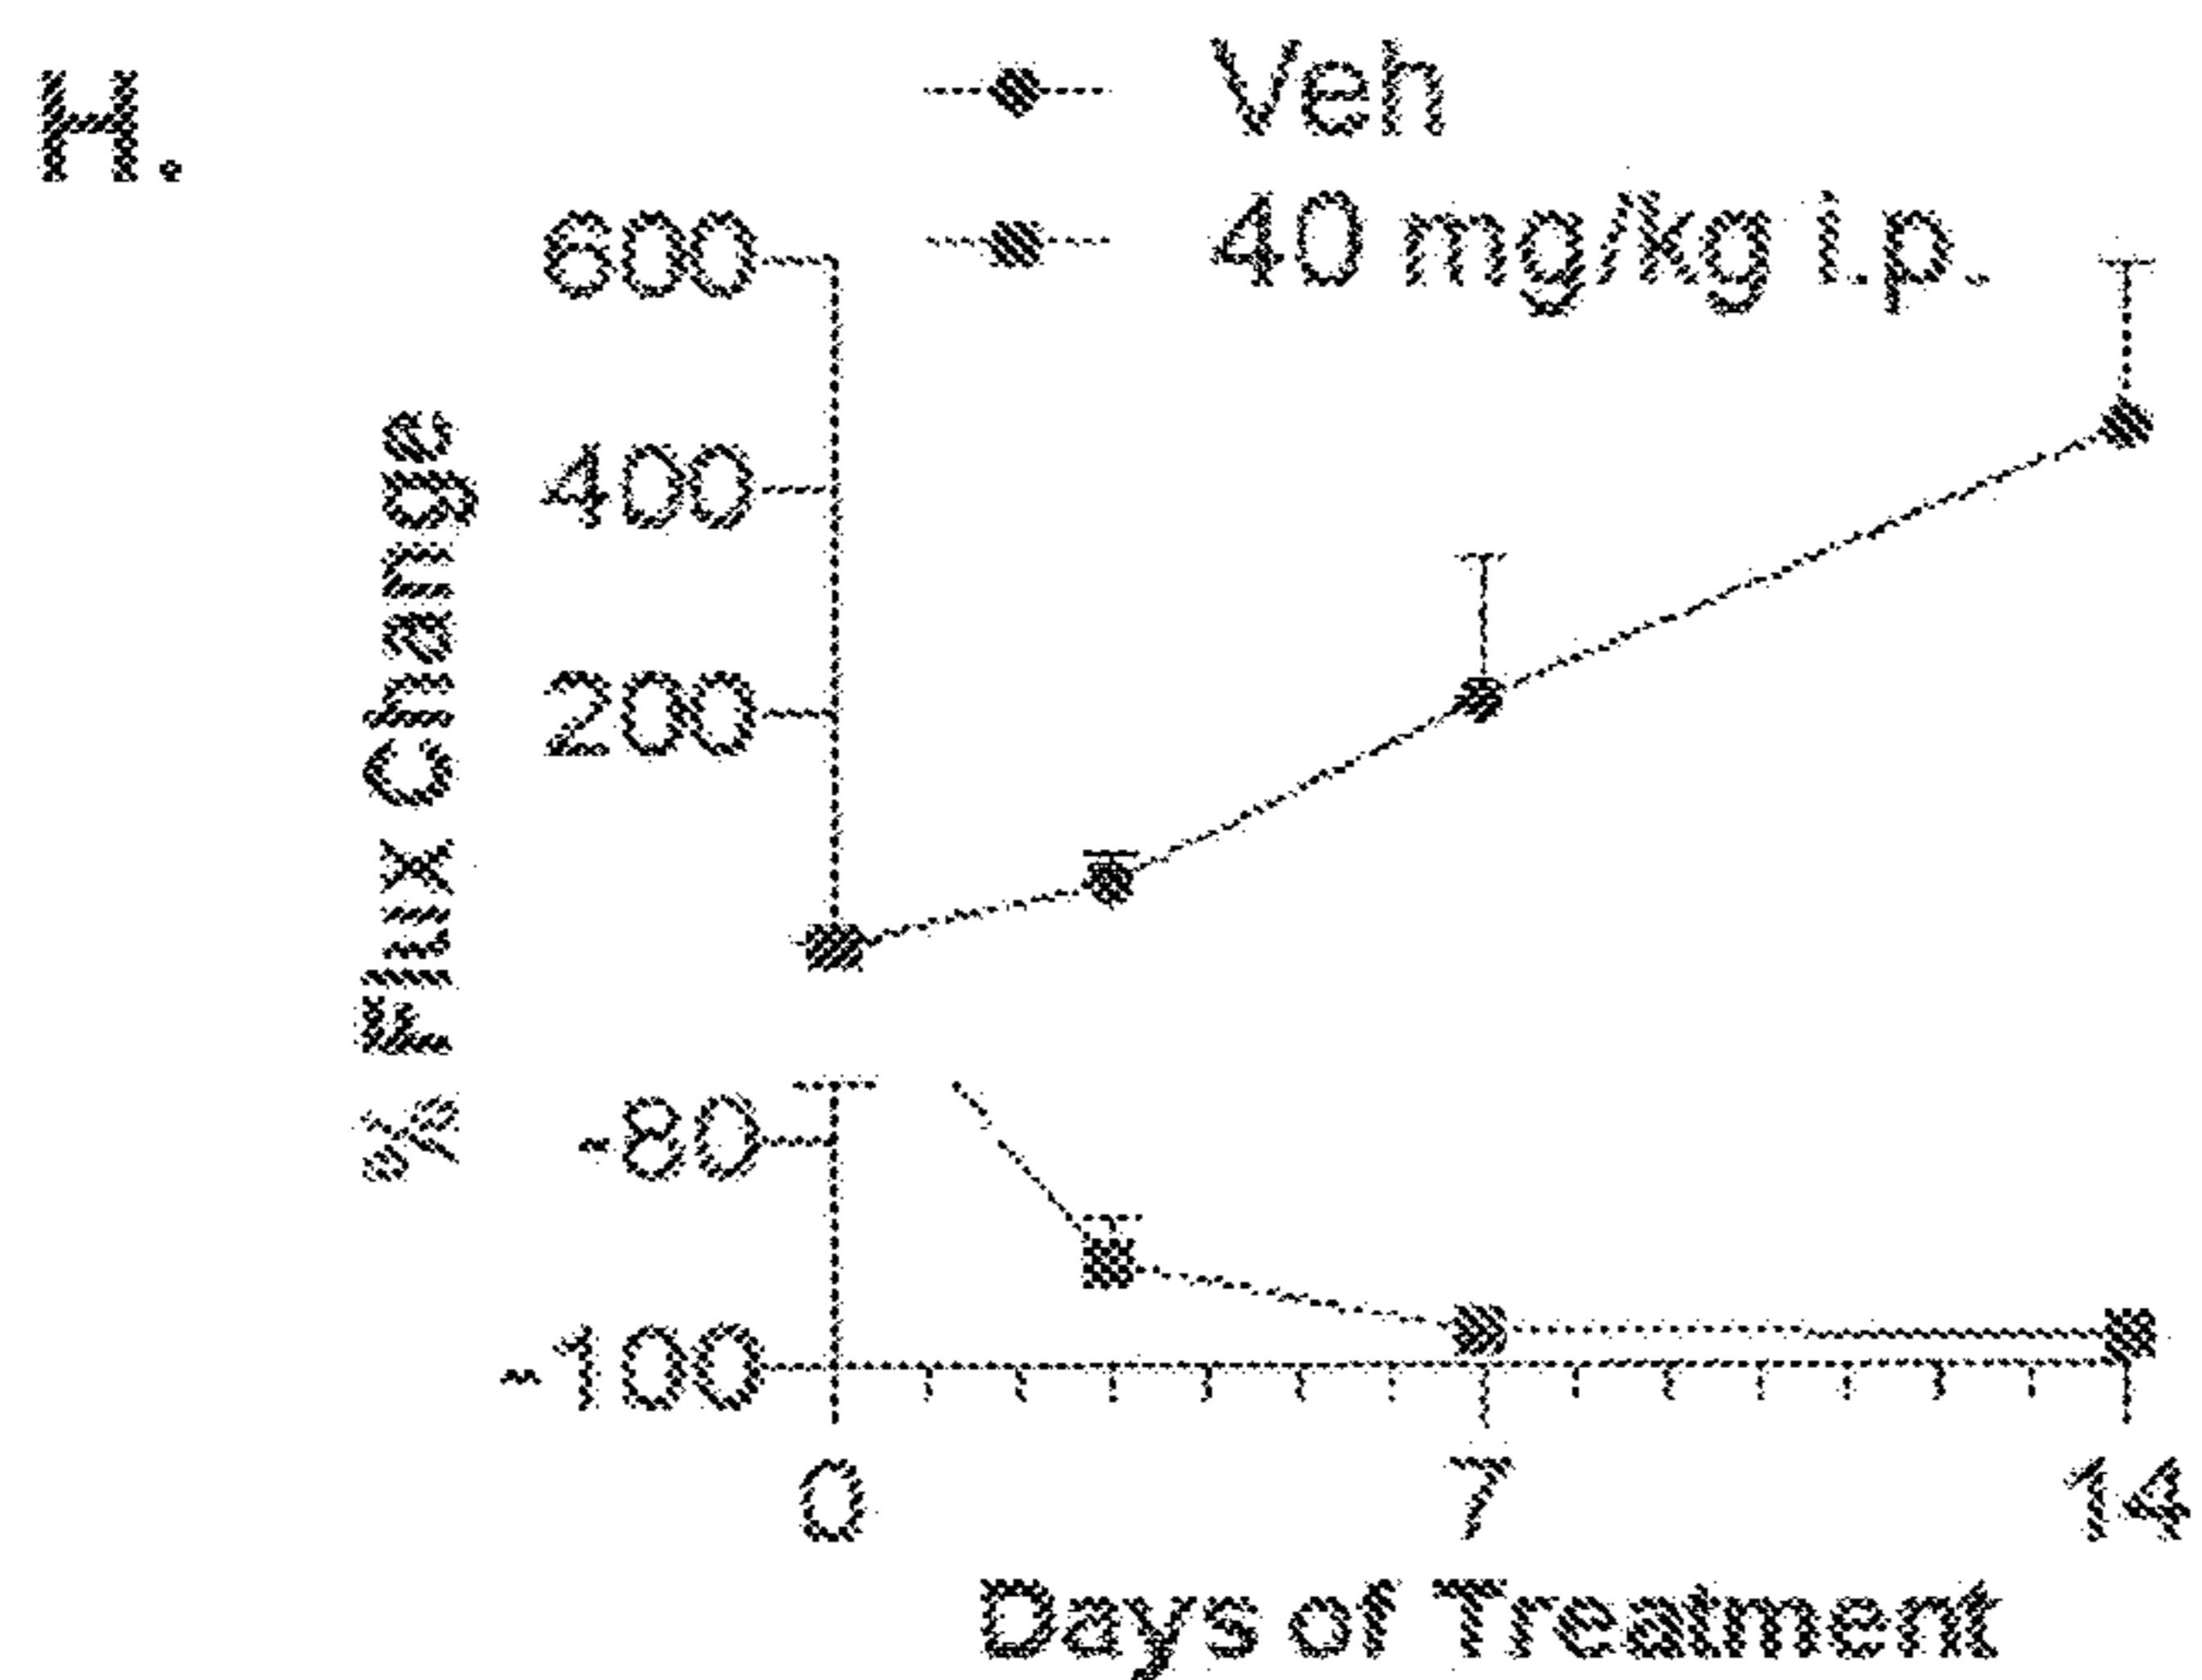 H.
Veh
40 mg/kg i.p.
600
400
200
-80
-100
% Flux Change
0 7 14
Days of Treatment